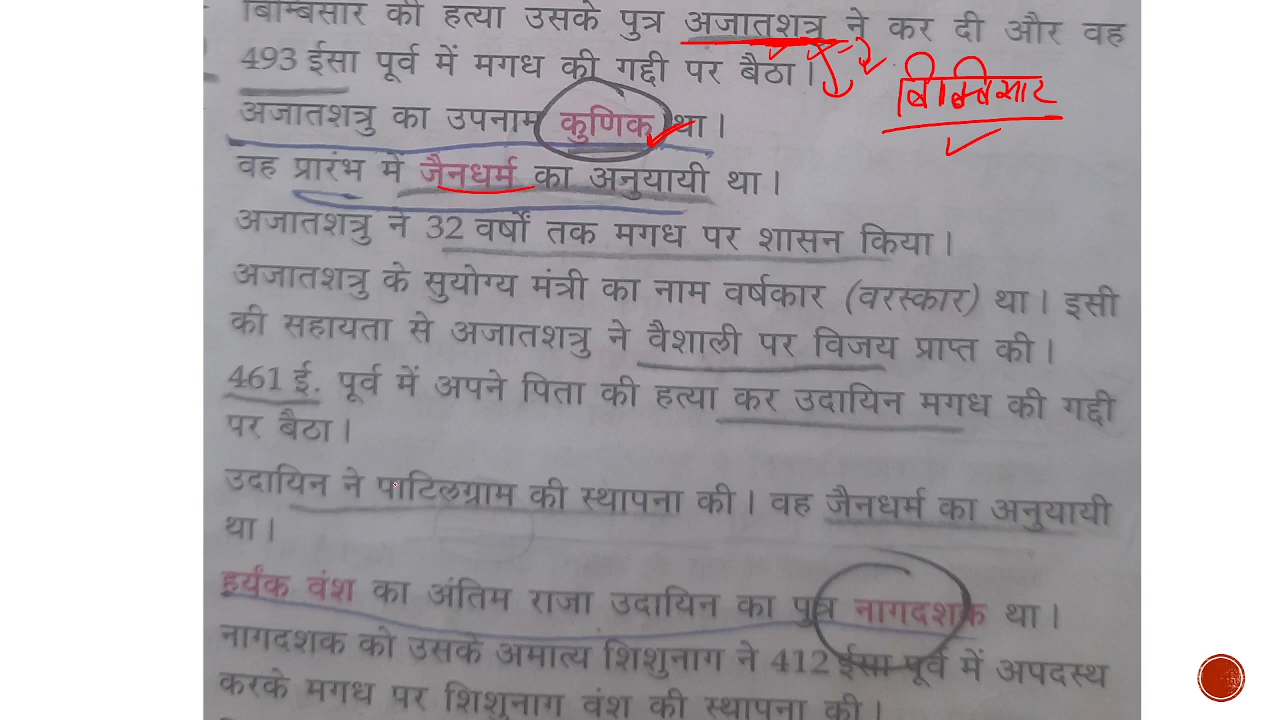 बिम्बिसार की हत्या उसके पुत्र अजातशत्रु ने कर दी और वह
493 ईसा पूर्व में मगध की गद्दी पर बैठा।
बिम्बिसार
अजातशत्रु का उपनाम कुणिक था।
वह प्रारंभ में जैनधर्म का अनुयायी था।
अजातशत्रु ने 32 वर्षों तक मगध पर शासन किया।
अजातशत्रु के सुयोग्य मंत्री का नाम वर्षकार (वरस्कार) था। इसी
की सहायता से अजातशत्रु ने वैशाली पर विजय प्राप्त की।
461 ई. पूर्व में अपने पिता की हत्या कर उदायिन मगध की गद्दी
पर बैठा।
उदायिन ने पाटिलग्राम की स्थापना की। वह जैनधर्म का अनुयायी
था।
हर्यक वंश का अंतिम राजा उदायिन का पुत्र नागदशक था।
नागदशक को उसके अमात्य शिशुनाग ने 412 ईसा पूर्व में अपदस्थ
करके मगध पर शिशुनाग वंश की स्थापना की।